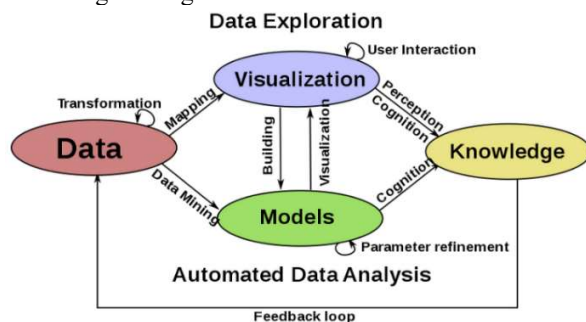 Data Exploration
User Interaction
Visualization
Transformation
Mapping
Perception
Cognition
Data
Building
Visualization
Knowledge
Data Mining
Cognition
Models
Parameter refinement
Automated Data Analysis
Feedback loop